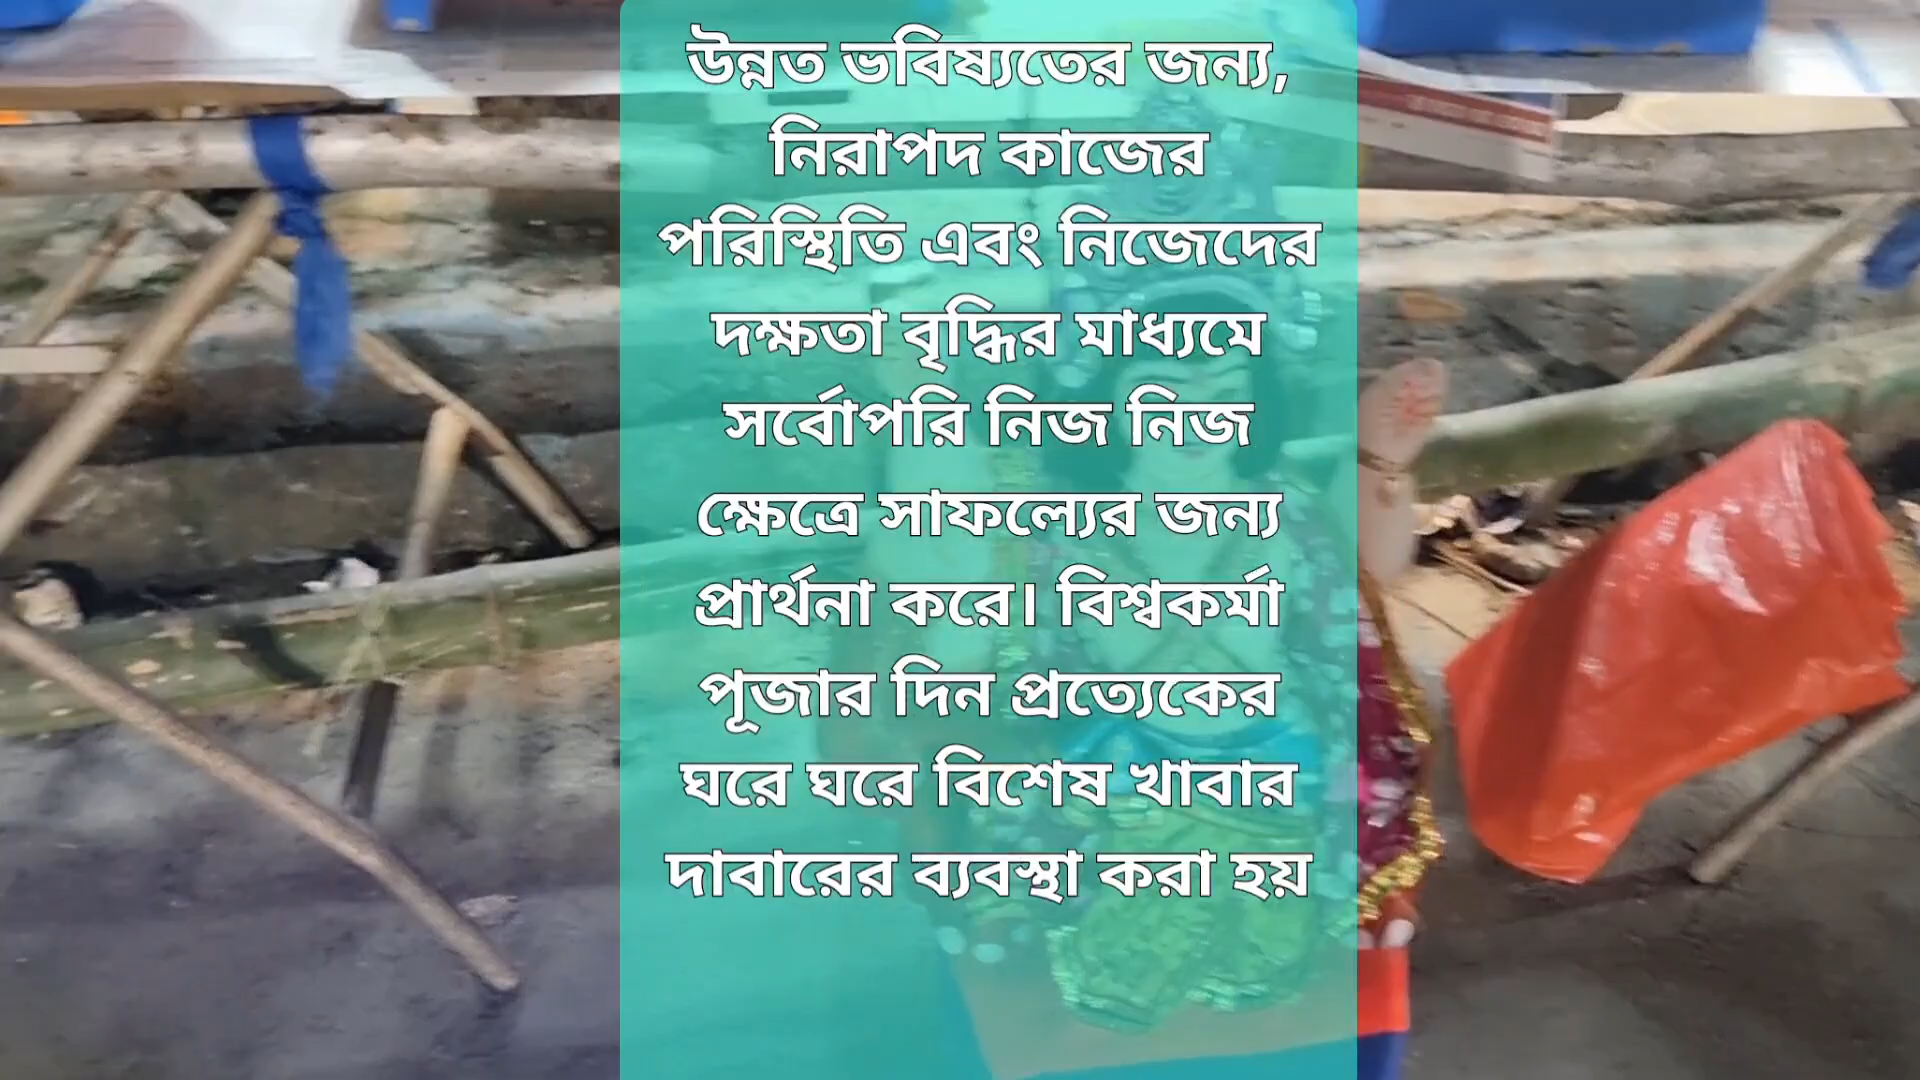 উন্নত ভবিষ্যতের জন্য,
নিরাপদ কাজের
পরিস্থিতি এবং নিজেদের
দক্ষতা বৃদ্ধির মাধ্যমে
সর্বোপরি নিজ নিজ
ক্ষেত্রে সাফল্যের জন্য
প্রার্থনা করে। বিশ্বকর্মা
পূজার দিন প্রত্যেকের
ঘরে ঘরে বিশেষ খাবার
দাবারের ব্যবস্থা করা হয়